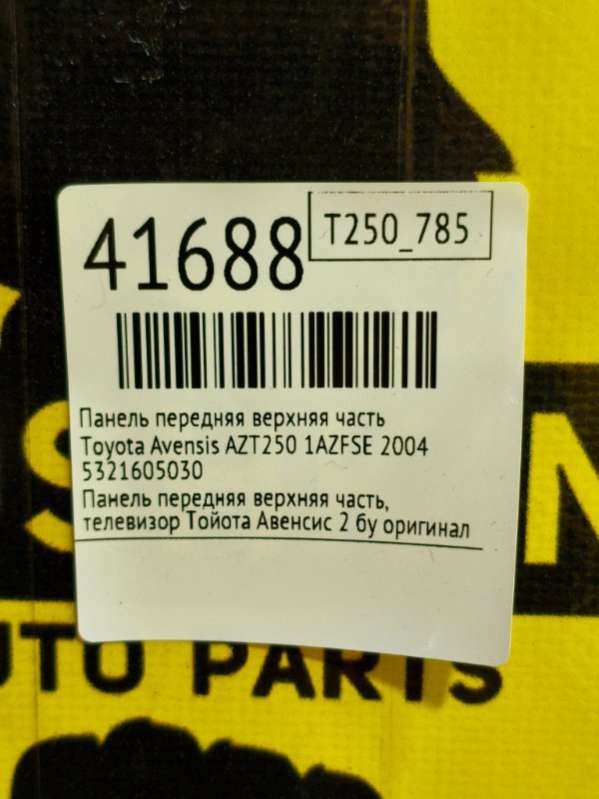 41688
T250_785
Панель передняя верхняя часть
Toyota Avensis AZT250 1AZFSE 2004
5321605030
Панель передняя верхняя часть,
телевизор Тойота Авенсис 2 бу оригинал
UTO PARTS